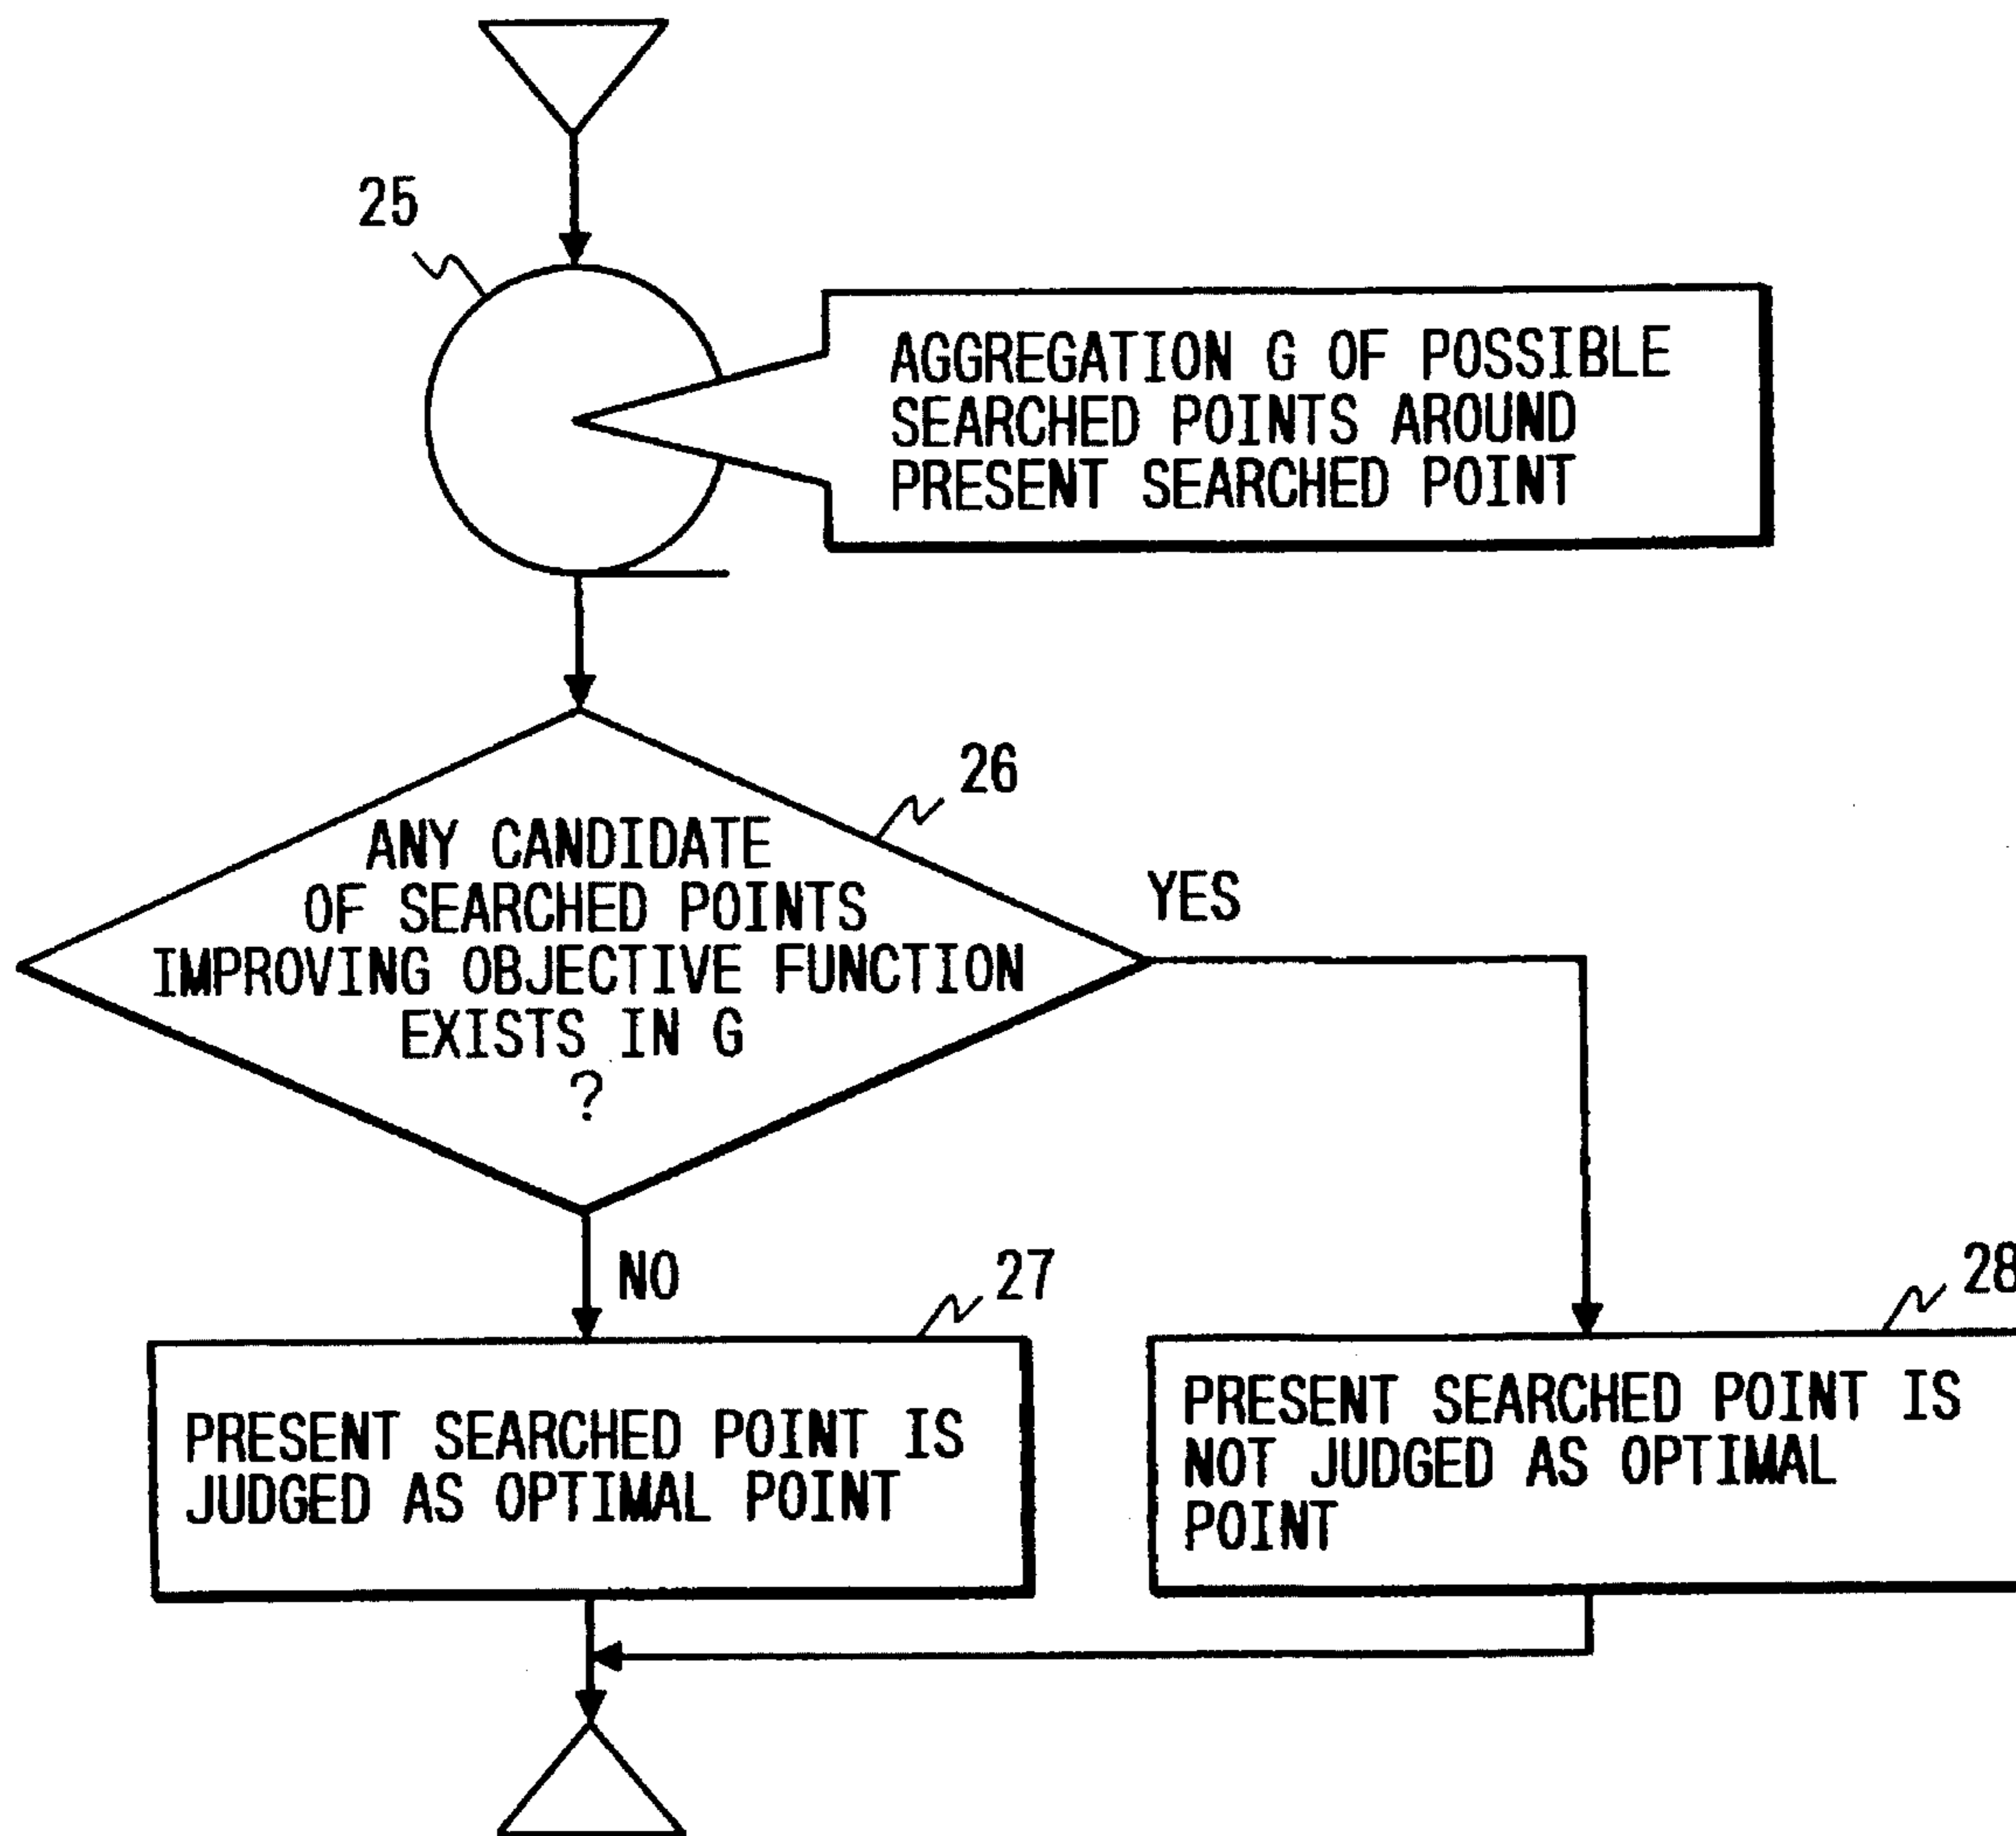 25
AGGREGATION G OF POSSIBLE
SEARCHED POINTS AROUND
PRESENT SEARCHED POINT
26
ANY CANDIDATE
OF SEARCHED POINTS
IMPROVING OBJECTIVE FUNCTION
EXISTS IN G
?
YES
NO
27
28
PRESENT SEARCHED POINT IS
JUDGED AS OPTIMAL POINT
PRESENT SEARCHED POINT IS
NOT JUDGED AS OPTIMAL
POINT